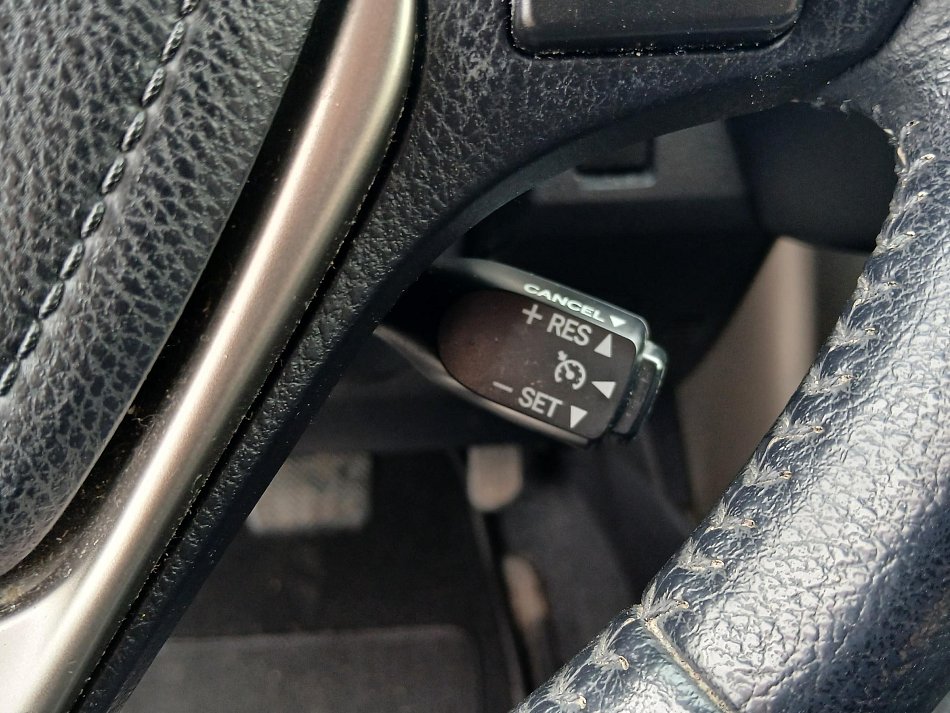 CANCEL ▼
+ RES ▲
◀
− SET ▼